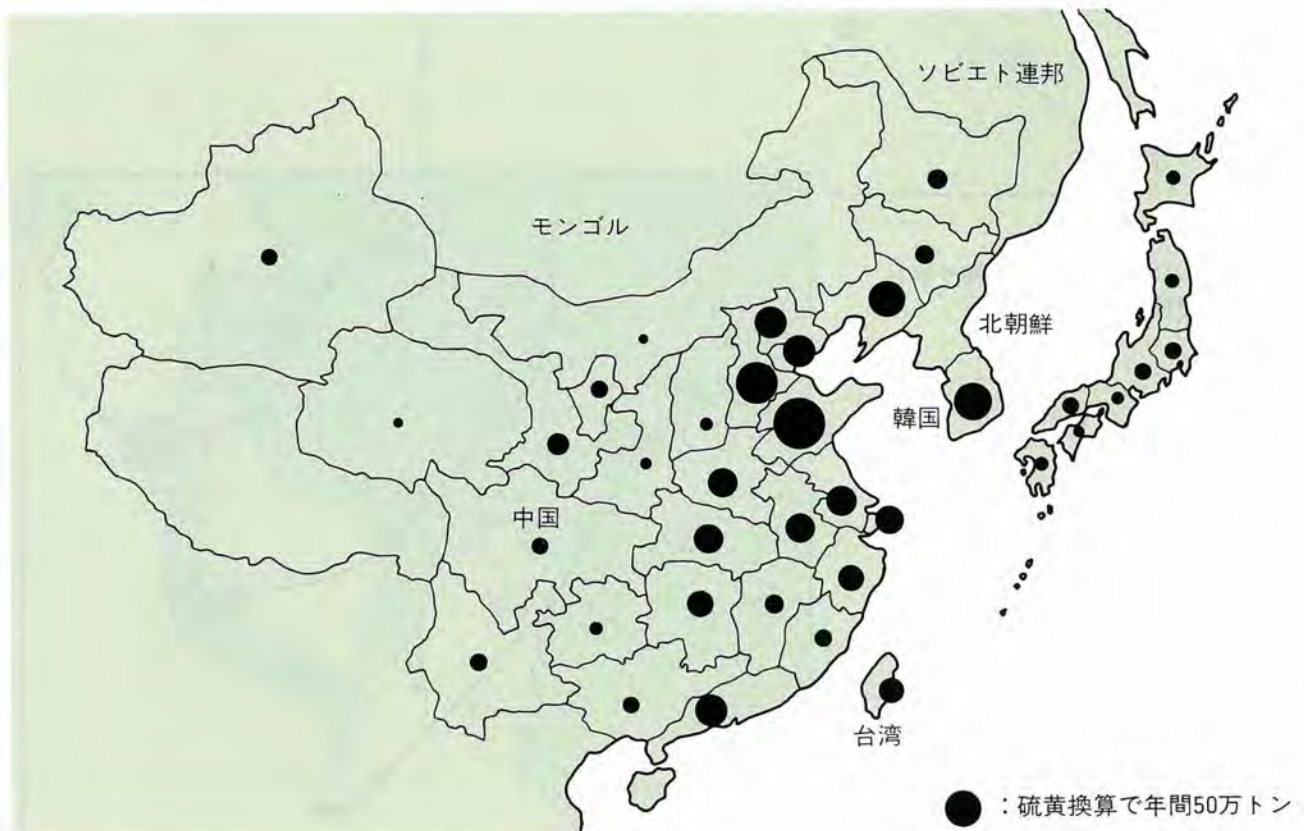 ソビエト連邦
モンゴル
北朝鮮
韓国
中国
台湾
：硫黄換算で年間50万トン